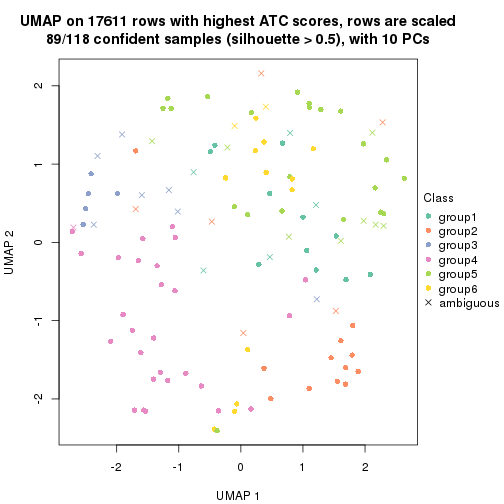 UMAP on 17611 rows with highest ATC scores, rows are scaled
89/118 confident samples (silhouette > 0.5), with 10 PCs
2
1
0
-1
-2
UMAP 2
-2
-1
0
1
2
UMAP 1
Class
group1
group2
group3
group4
group5
group6
ambiguous